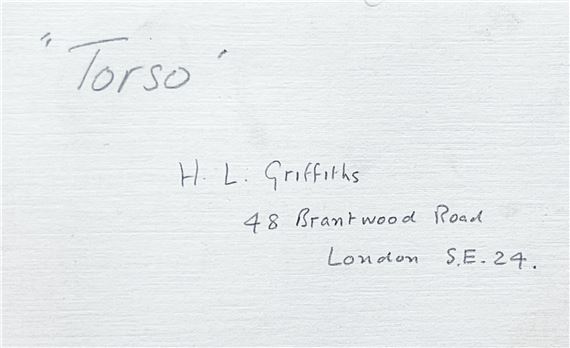 "Torso"
H. L. Griffiths
48 Brantwood Road
London S.E. 24.